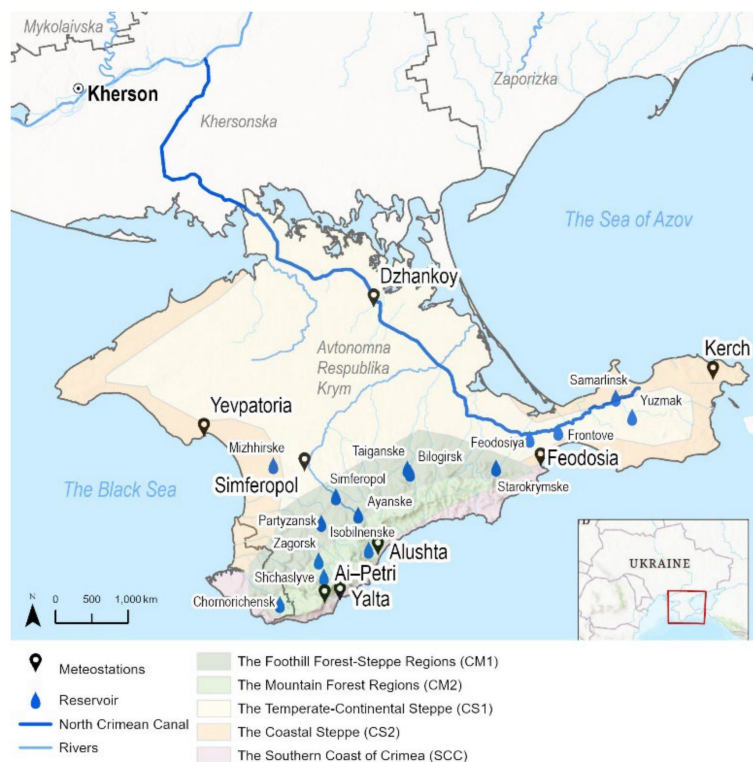 Mykolaivska
Zaporizka
Kherson
Khersonska
The Sea of Azov
Dzhankoy
Avtonomna
Respublika
Krym
Kerch
Samarlinsk
Yuzmak
Yevpatoria
Mizhhirske
Taiganske
Bilogirsk
Feodosiya
Frontove
Feodosia
Simferopol
Simferopol
Starokrymske
The Black Sea
Ayanske
Partyzansk
Isobilnenske
Zagorsk
Alushta
Shchaslyve
Ai–Petri
Yalta
Chornorichensk
N
0 500 1,000 km
UKRAINE
Meteostations
Reservoir
North Crimean Canal
Rivers
The Foothill Forest-Steppe Regions (CM1)
The Mountain Forest Regions (CM2)
The Temperate-Continental Steppe (CS1)
The Coastal Steppe (CS2)
The Southern Coast of Crimea (SCC)